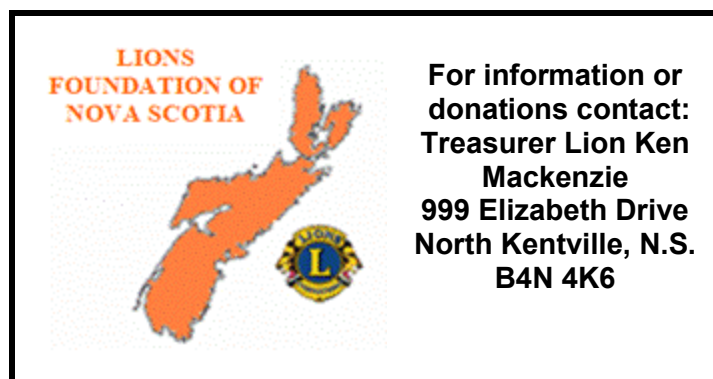 LIONS
FOUNDATION OF
NOVA SCOTIA
LIONS
L
For information or
donations contact:
Treasurer Lion Ken
Mackenzie
999 Elizabeth Drive
North Kentville, N.S.
B4N 4K6